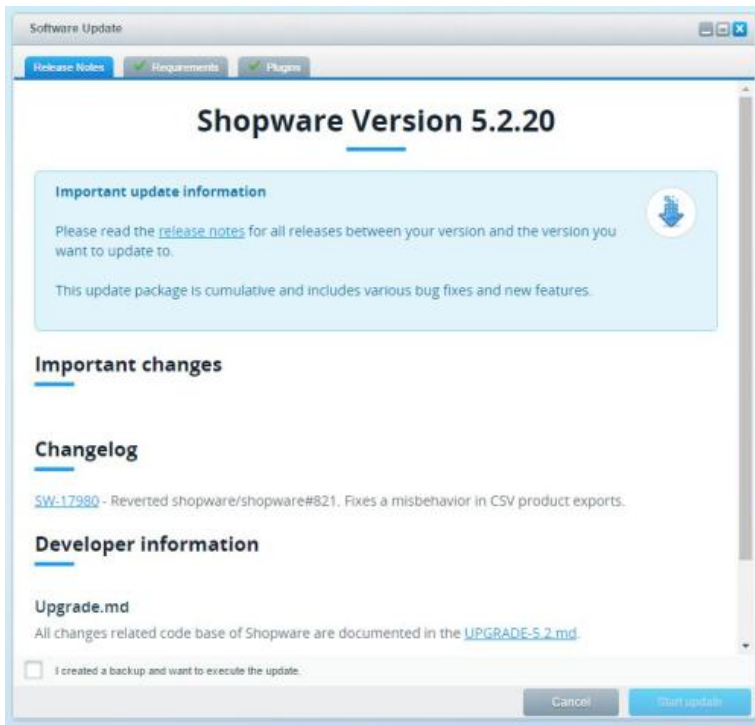 Software Update
Release Notes
Requirements
Plugins
Shopware Version 5.2.20
Important update information
Please read the release notes for all releases between your version and the version you
want to update to.
This update package is cumulative and includes various bug fixes and new features.
Important changes
Changelog
SW-17980 - Reverted shopware/shopware#821. Fixes a misbehavior in CSV product exports.
Developer information
Upgrade.md
All changes related code base of Shopware are documented in the UPGRADE-5.2.md.
I created a backup and want to execute the update.
Cancel
Start update